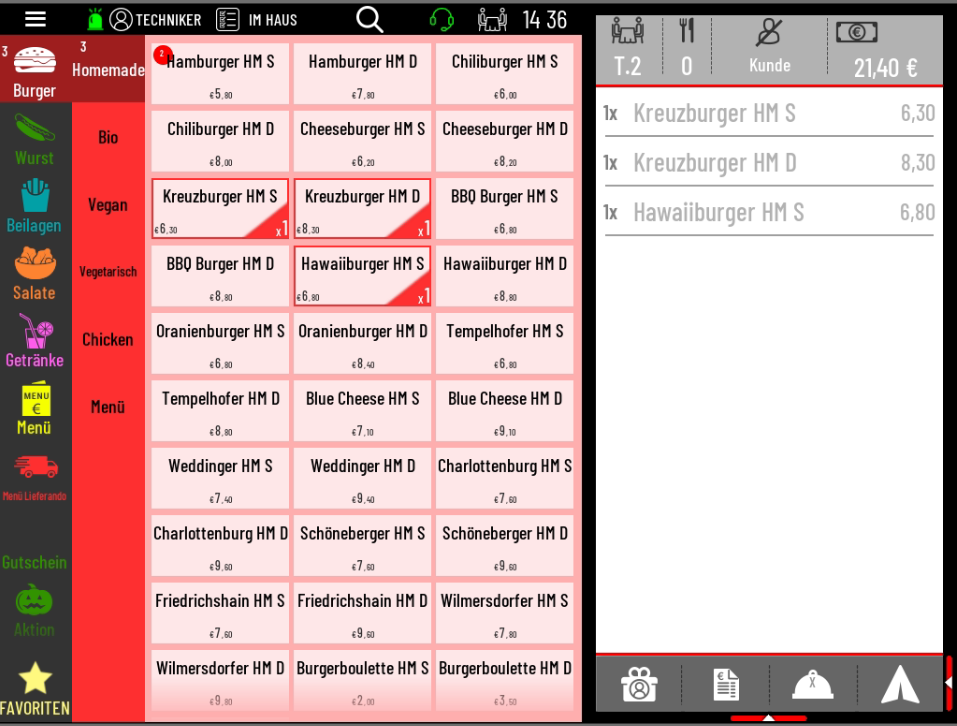 TECHNIKER
IM HAUS
14 36
3
Burger
Wurst
Beilagen
Salate
Getränke
MENU
€
Menü
Menü Lieferando
Gutschein
Aktion
FAVORITEN
3
Homemade
Bio
Vegan
Vegetarisch
Chicken
Menü
2
Hamburger HM S
€5,80
Hamburger HM D
€7,80
Chiliburger HM S
€6,00
Chiliburger HM D
€8,00
Cheeseburger HM S
€6,20
Cheeseburger HM D
€8,20
Kreuzburger HM S
€6,30
x1
Kreuzburger HM D
€8,30
x1
BBQ Burger HM S
€6,80
BBQ Burger HM D
€8,80
Hawaiiburger HM S
€6,80
x1
Hawaiiburger HM D
€8,80
Oranienburger HM S
€6,80
Oranienburger HM D
€8,40
Tempelhofer HM S
€6,80
Tempelhofer HM D
€8,80
Blue Cheese HM S
€7,10
Blue Cheese HM D
€9,10
Weddinger HM S
€7,40
Weddinger HM D
€9,40
Charlottenburg HM S
€7,60
Charlottenburg HM D
€9,60
Schöneberger HM S
€7,60
Schöneberger HM D
€9,60
Friedrichshain HM S
€7,60
Friedrichshain HM D
€9,60
Wilmersdorfer HM S
€7,80
Wilmersdorfer HM D
€9,80
Burgerboulette HM S
€2,00
Burgerboulette HM D
€3,50
T.2
0
Kunde
€
21,40 €
1x Kreuzburger HM S 6,30
1x Kreuzburger HM D 8,30
1x Hawaiiburger HM S 6,80
€
X